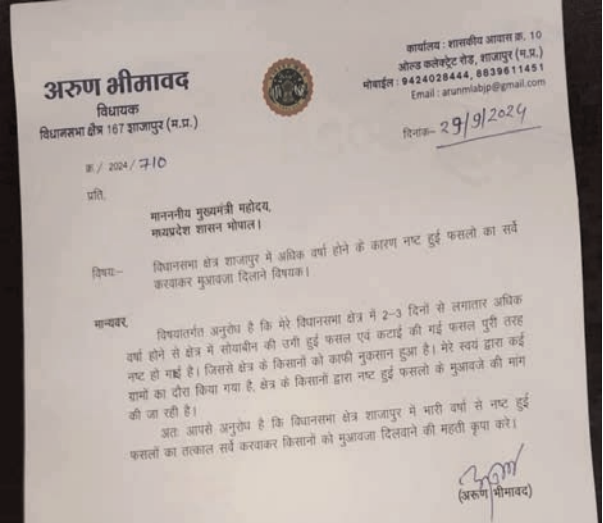 अरुण भीमावद
विधायक
विधानसभा क्षेत्र 167 शाजापुर (म.प्र.)
कार्यालय : शासकीय आवास क्र. 10
ओल्ड कलेक्ट्रेट रोड, शाजापुर (म.प्र.)
मोबाईल : 9424028444, 8839611451
Email : arunmlabjp@gmail.com
दिनांक– 29/9/2024
क्र./ 2024/ 710
प्रति,
मानननीय मुख्यमंत्री महोदय,
मध्यप्रदेश शासन भोपाल।
विषय:– विधानसभा क्षेत्र शाजापुर में अधिक वर्षा होने के कारण नष्ट हुई फसलो का सर्वे
करवाकर मुआवजा दिलाने विषयक।
मान्यवर,
विषयांतर्गत अनुरोध है कि मेरे विधानसभा क्षेत्र में 2–3 दिनों से लगातार अधिक
वर्षा होने से क्षेत्र में सोयाबीन की उगी हुई फसल एवं कटाई की गई फसल पुरी तरह
नष्ट हो गई है। जिससे क्षेत्र के किसानों को काफी नुकसान हुआ है। मेरे स्वयं द्वारा कई
ग्रामों का दौरा किया गया है, क्षेत्र के किसानों द्वारा नष्ट हुई फसलो के मुआवजे की मांग
की जा रही है।
अतः आपसे अनुरोध है कि विधानसभा क्षेत्र शाजापुर में भारी वर्षा से नष्ट हुई
फसलों का तत्काल सर्वे करवाकर किसानों को मुआवजा दिलवाने की महती कृपा करे।
(अरूण भीमावद)